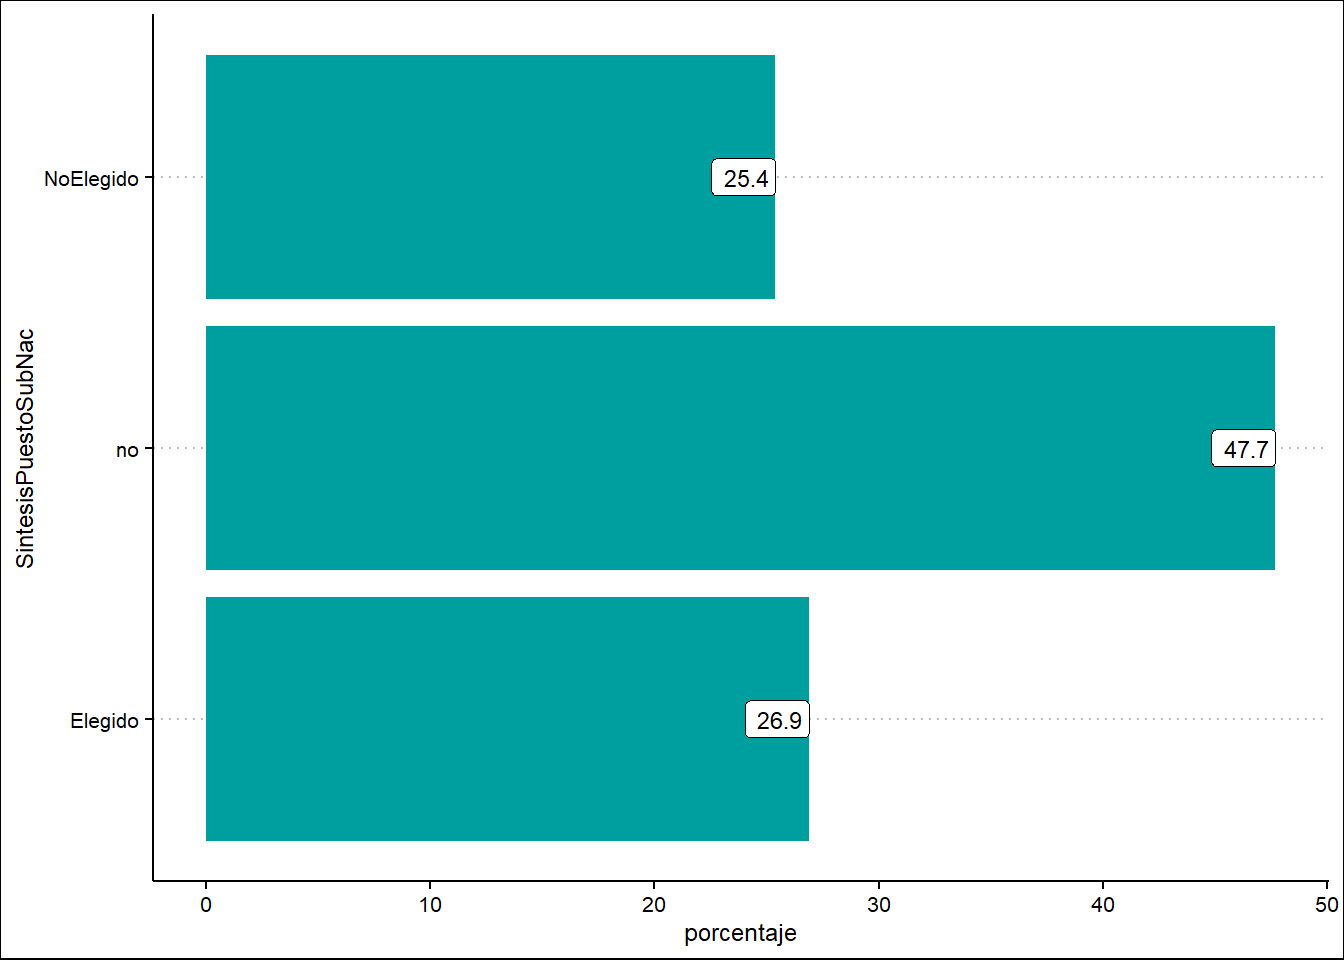 NoElegido
25.4
no
47.7
Elegido
26.9
SintesisPuestoSubNac
0 10 20 30 40 50
porcentaje